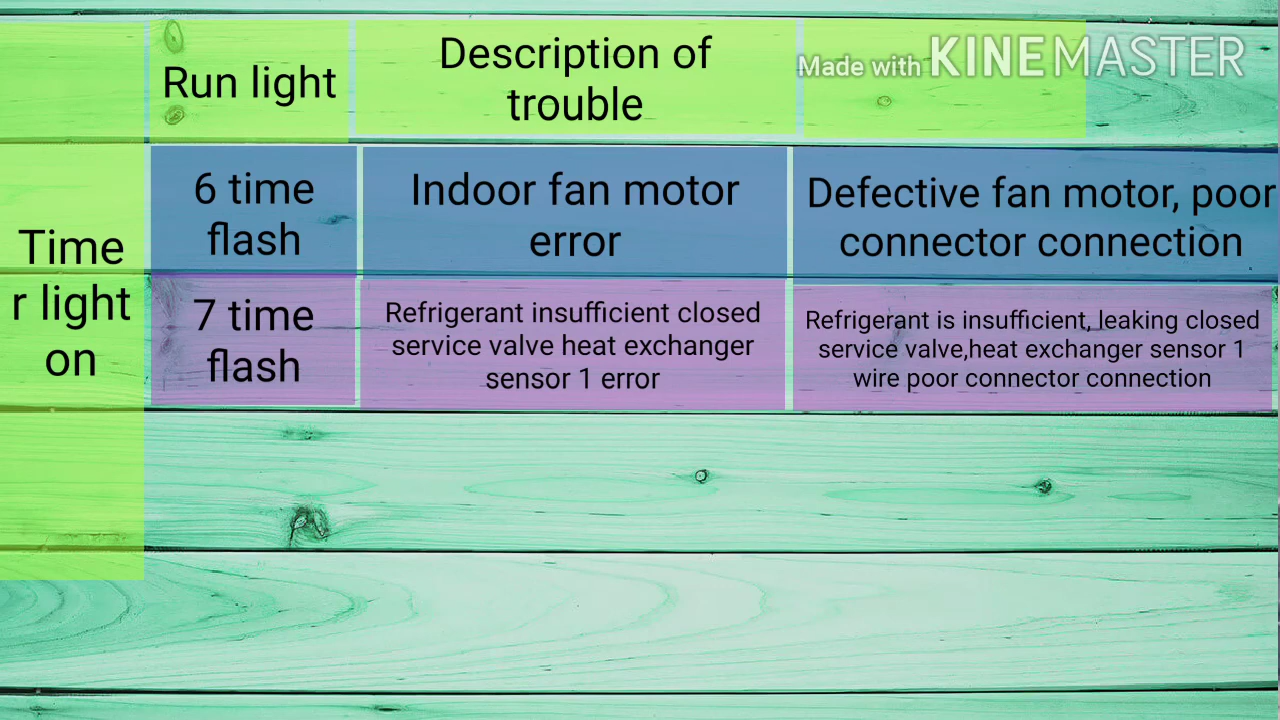 Run light
Description of
trouble
Made with KINEMASTER
Time
r light
on
6 time
flash
Indoor fan motor
error
Defective fan motor, poor
connector connection
7 time
flash
Refrigerant insufficient closed
service valve heat exchanger
sensor 1 error
Refrigerant is insufficient, leaking closed
service valve,heat exchanger sensor 1
wire poor connector connection